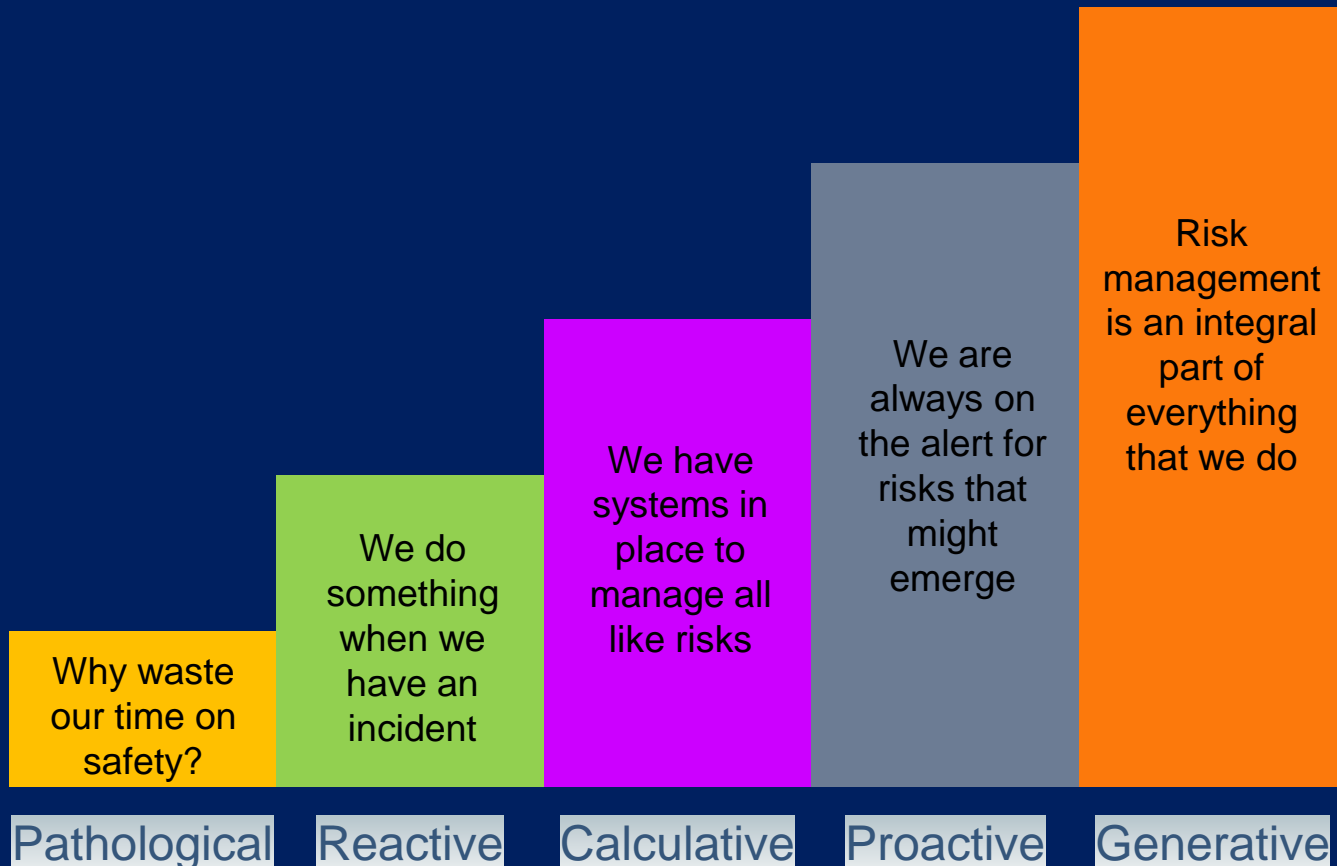 Why waste
our time on
safety?
We do
something
when we
have an
incident
We have
systems in
place to
manage all
like risks
We are
always on
the alert for
risks that
might
emerge
Risk
management
is an integral
part of
everything
that we do
Pathological
Reactive
Calculative
Proactive
Generative